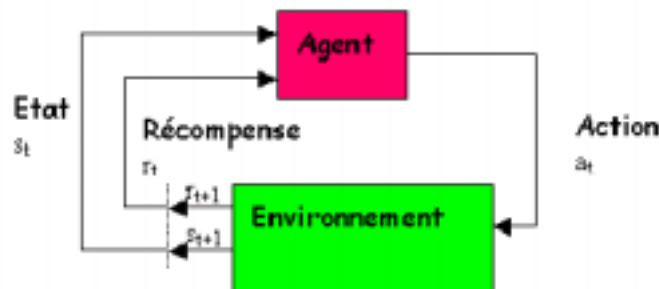 Agent
Etat
s_t
Récompense
r_t
Action
a_t
r_t+1
Environnement
s_t+1